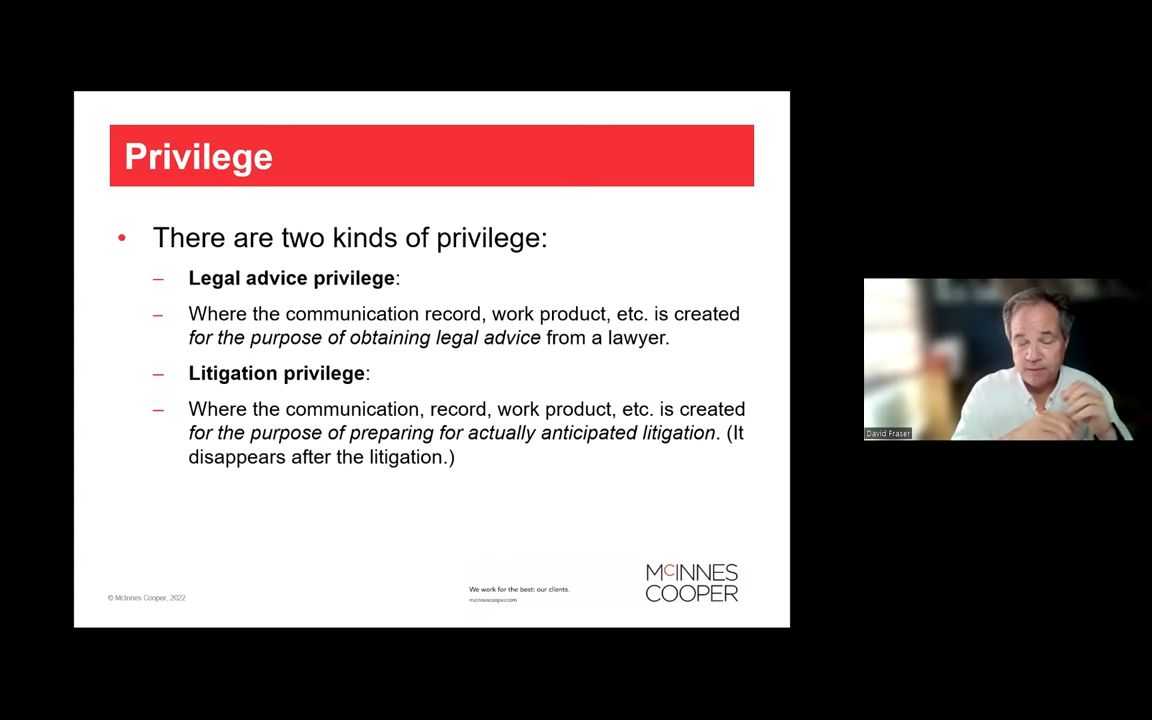 Privilege
• There are two kinds of privilege:
– Legal advice privilege:
– Where the communication record, work product, etc. is created
for the purpose of obtaining legal advice from a lawyer.
– Litigation privilege:
– Where the communication, record, work product, etc. is created
for the purpose of preparing for actually anticipated litigation. (It
disappears after the litigation.)
© McInnes Cooper, 2022
We work for the best: our clients.
mcinnescooper.com
McINNES
COOPER
David Fraser